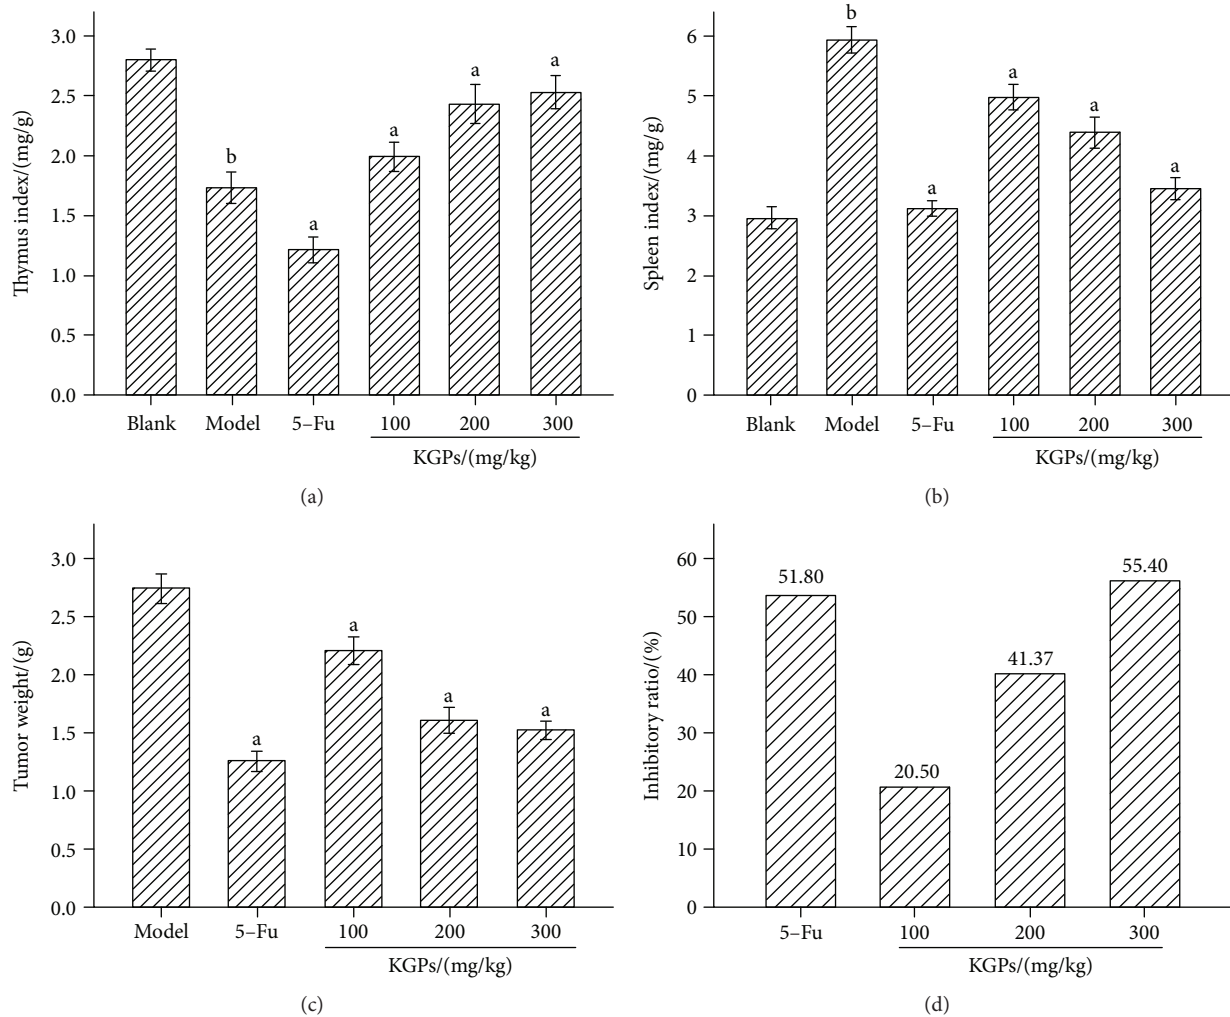 3.0
2.5
2.0
1.5
1.0
0.5
0.0
Thymus index/(mg/g)
b
a
a
a
a
Blank Model 5–Fu 100 200 300
KGPs/(mg/kg)
(a)
6
5
4
3
2
1
0
Spleen index/(mg/g)
b
a
a
a
a
Blank Model 5–Fu 100 200 300
KGPs/(mg/kg)
(b)
3.0
2.5
2.0
1.5
1.0
0.5
0.0
Tumor weight/(g)
a
a
a
a
Model 5–Fu 100 200 300
KGPs/(mg/kg)
(c)
60
50
40
30
20
10
0
Inhibitory ratio/(%)
51.80
20.50
41.37
55.40
5–Fu 100 200 300
KGPs/(mg/kg)
(d)